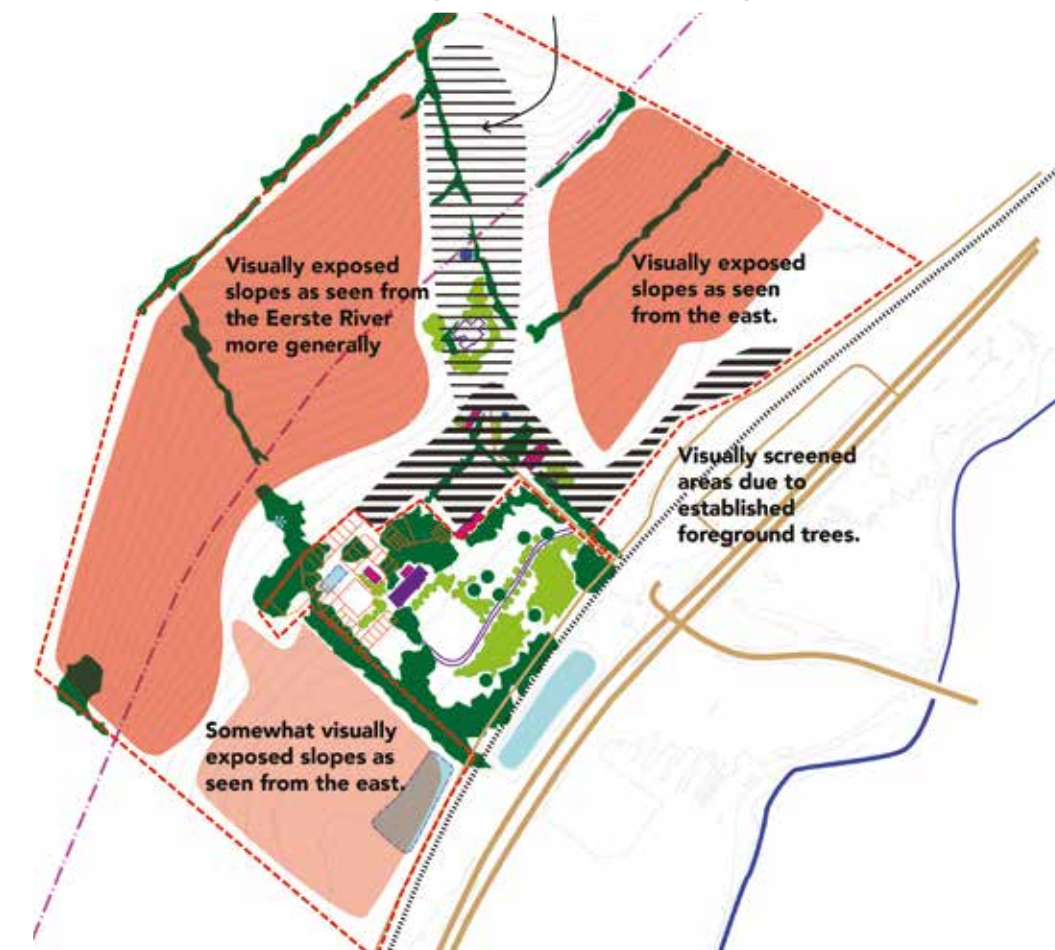 Visually exposed
slopes as seen from
the Eerste River
more generally
Visually exposed
slopes as seen
from the east.
Visually screened
areas due to
established
foreground trees.
Somewhat visually
exposed slopes as
seen from the east.